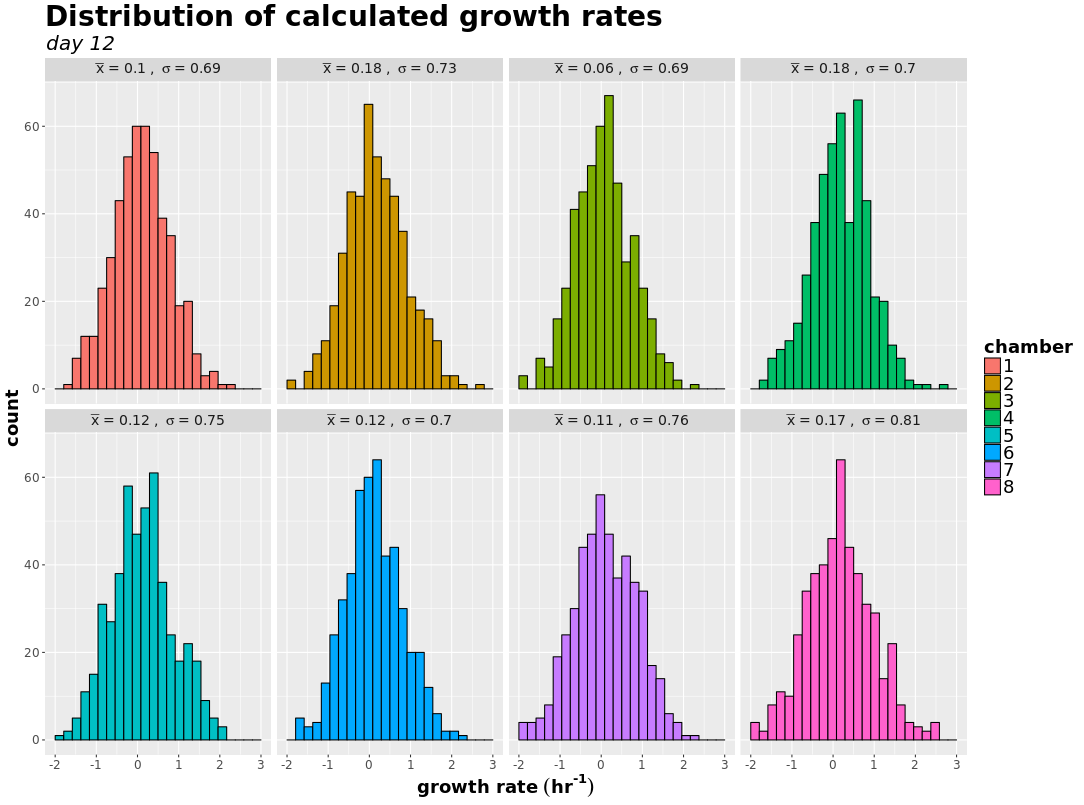 Distribution of calculated growth rates
day 12
x̅ = 0.1 , σ = 0.69
x̅ = 0.18 , σ = 0.73
x̅ = 0.06 , σ = 0.69
x̅ = 0.18 , σ = 0.7
60
40
20
0
x̅ = 0.12 , σ = 0.75
x̅ = 0.12 , σ = 0.7
x̅ = 0.11 , σ = 0.76
x̅ = 0.17 , σ = 0.81
60
40
20
0
-2 -1 0 1 2 3
-2 -1 0 1 2 3
-2 -1 0 1 2 3
-2 -1 0 1 2 3
count
growth rate (hr⁻¹)
chamber
1
2
3
4
5
6
7
8